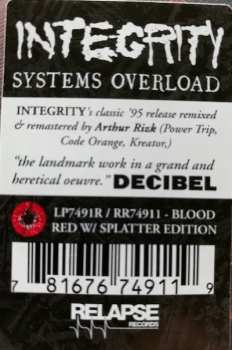 INTEGRITY
SYSTEMS OVERLOAD
INTEGRITY's classic '95 release remixed
& remastered by Arthur Rizk (Power Trip,
Code Orange, Kreator,)
"the landmark work in a grand and
heretical oeuvre." DECIBEL
LP7491R / RR74911 - BLOOD
RED W/ SPLATTER EDITION
7 81676 74911 9
RELAPSE
RECORDS